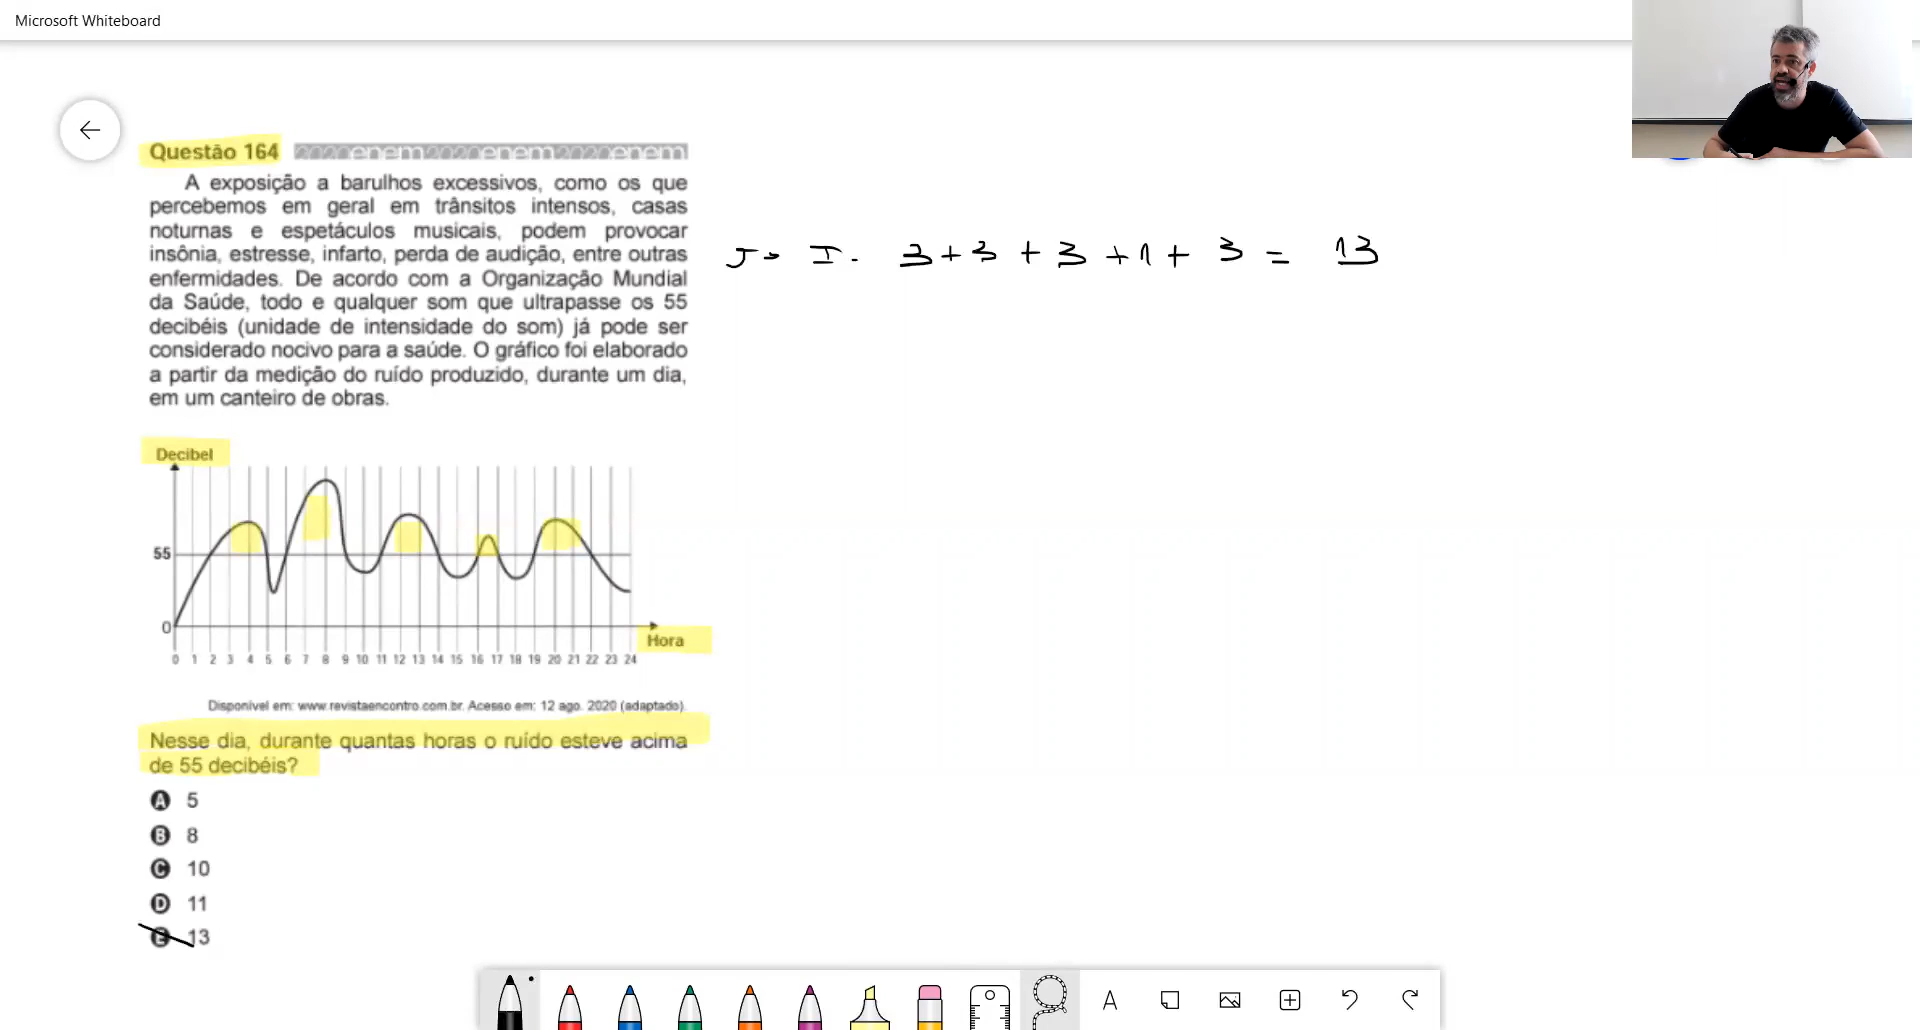 Microsoft Whiteboard
Questão 164 2020enem2020enem2020enem
A exposição a barulhos excessivos, como os que
percebemos em geral em trânsitos intensos, casas
noturnas e espetáculos musicais, podem provocar
insônia, estresse, infarto, perda de audição, entre outras
enfermidades. De acordo com a Organização Mundial
da Saúde, todo e qualquer som que ultrapasse os 55
decibéis (unidade de intensidade do som) já pode ser
considerado nocivo para a saúde. O gráfico foi elaborado
a partir da medição do ruído produzido, durante um dia,
em um canteiro de obras.
3+3 + 3 +1+ 3 = 13
Decibel
55
0
Hora
0 1 2 3 4 5 6 7 8 9 10 11 12 13 14 15 16 17 18 19 20 21 22 23 24
Disponível em: www.revistaencontro.com.br. Acesso em: 12 ago. 2020 (adaptado).
Nesse dia, durante quantas horas o ruído esteve acima
de 55 decibéis?
A 5
B 8
C 10
D 11
E 13
A